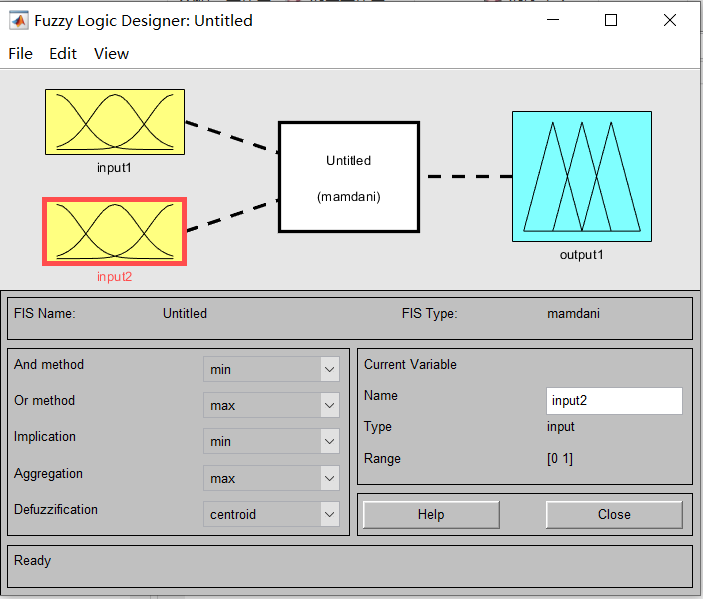 Fuzzy Logic Designer: Untitled
File Edit View
input1
Untitled
(mamdani)
output1
input2
FIS Name: Untitled FIS Type: mamdani
And method min
Or method max
Implication min
Aggregation max
Defuzzification centroid
Current Variable
Name input2
Type input
Range [0 1]
Help Close
Ready